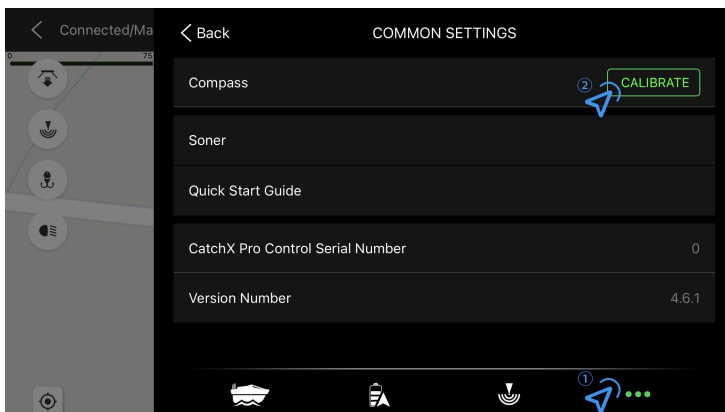 Connected/Ma
Back
COMMON SETTINGS
0 75
Compass
② CALIBRATE
Soner
Quick Start Guide
CatchX Pro Control Serial Number 0
Version Number 4.6.1
①